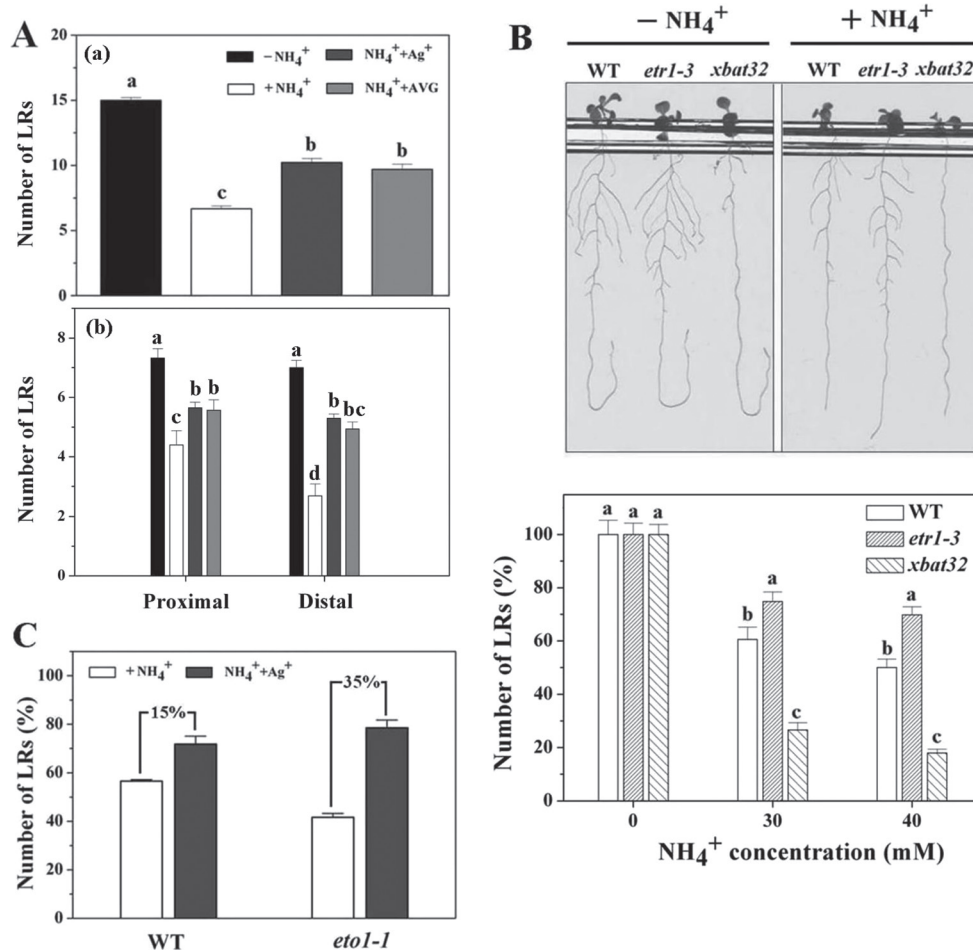 A
(a)
20
15
10
5
0
Number of LRs
−NH₄⁺
+NH₄⁺
NH₄⁺+Ag⁺
NH₄⁺+AVG
a
c
b
b
(b)
8
6
4
2
0
Number of LRs
a
c
b
b
a
d
b
bc
Proximal
Distal
B
− NH₄⁺
+ NH₄⁺
WT etr1-3 xbat32
WT etr1-3 xbat32
100
80
60
40
20
0
Number of LRs (%)
WT
etr1-3
xbat32
a a a
b
a
c
b
a
c
0
30
40
NH₄⁺ concentration (mM)
C
+NH₄⁺
NH₄⁺+Ag⁺
100
80
60
40
20
0
Number of LRs (%)
15%
35%
WT
eto1-1